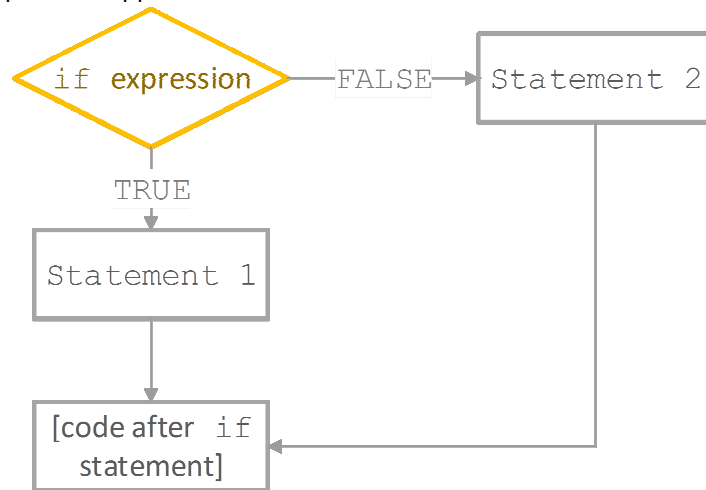 if expression
FALSE
Statement 2
TRUE
Statement 1
[code after if
statement]